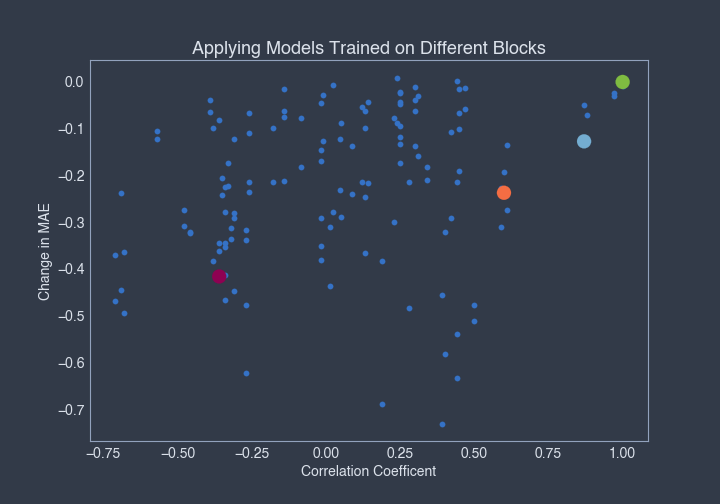 Applying Models Trained on Different Blocks
0.0
−0.1
−0.2
−0.3
−0.4
−0.5
−0.6
−0.7
Change in MAE
−0.75 −0.50 −0.25 0.00 0.25 0.50 0.75 1.00
Correlation Coefficent